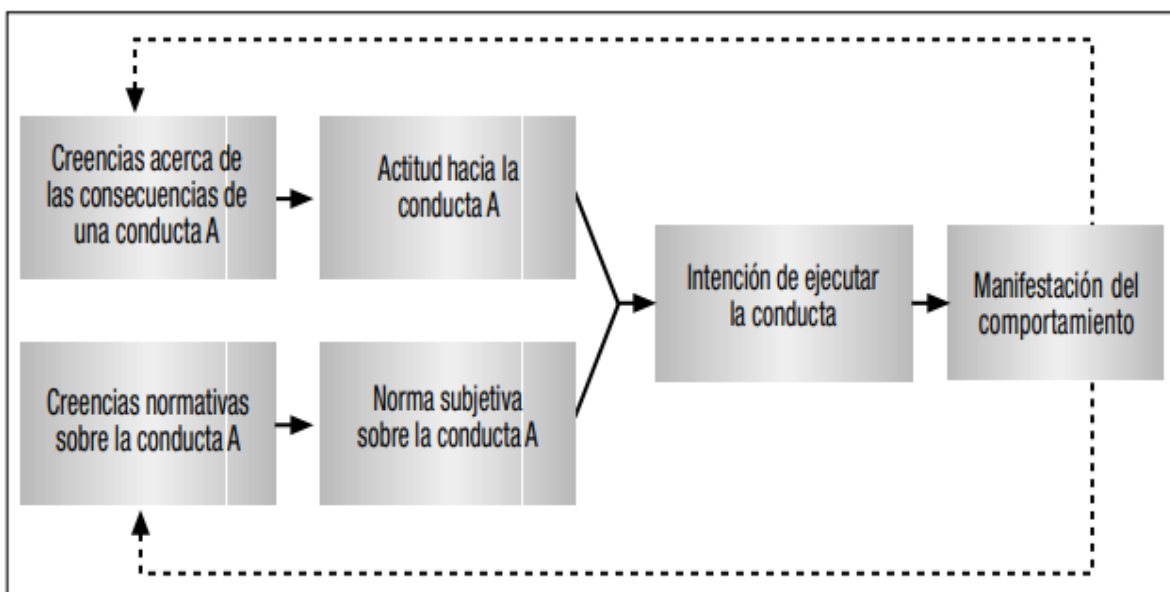 Creencias acerca de
las consecuencias de
una conducta A
Actitud hacia la
conducta A
Intención de ejecutar
la conducta
Manifestación del
comportamiento
Creencias normativas
sobre la conducta A
Norma subjetiva
sobre la conducta A